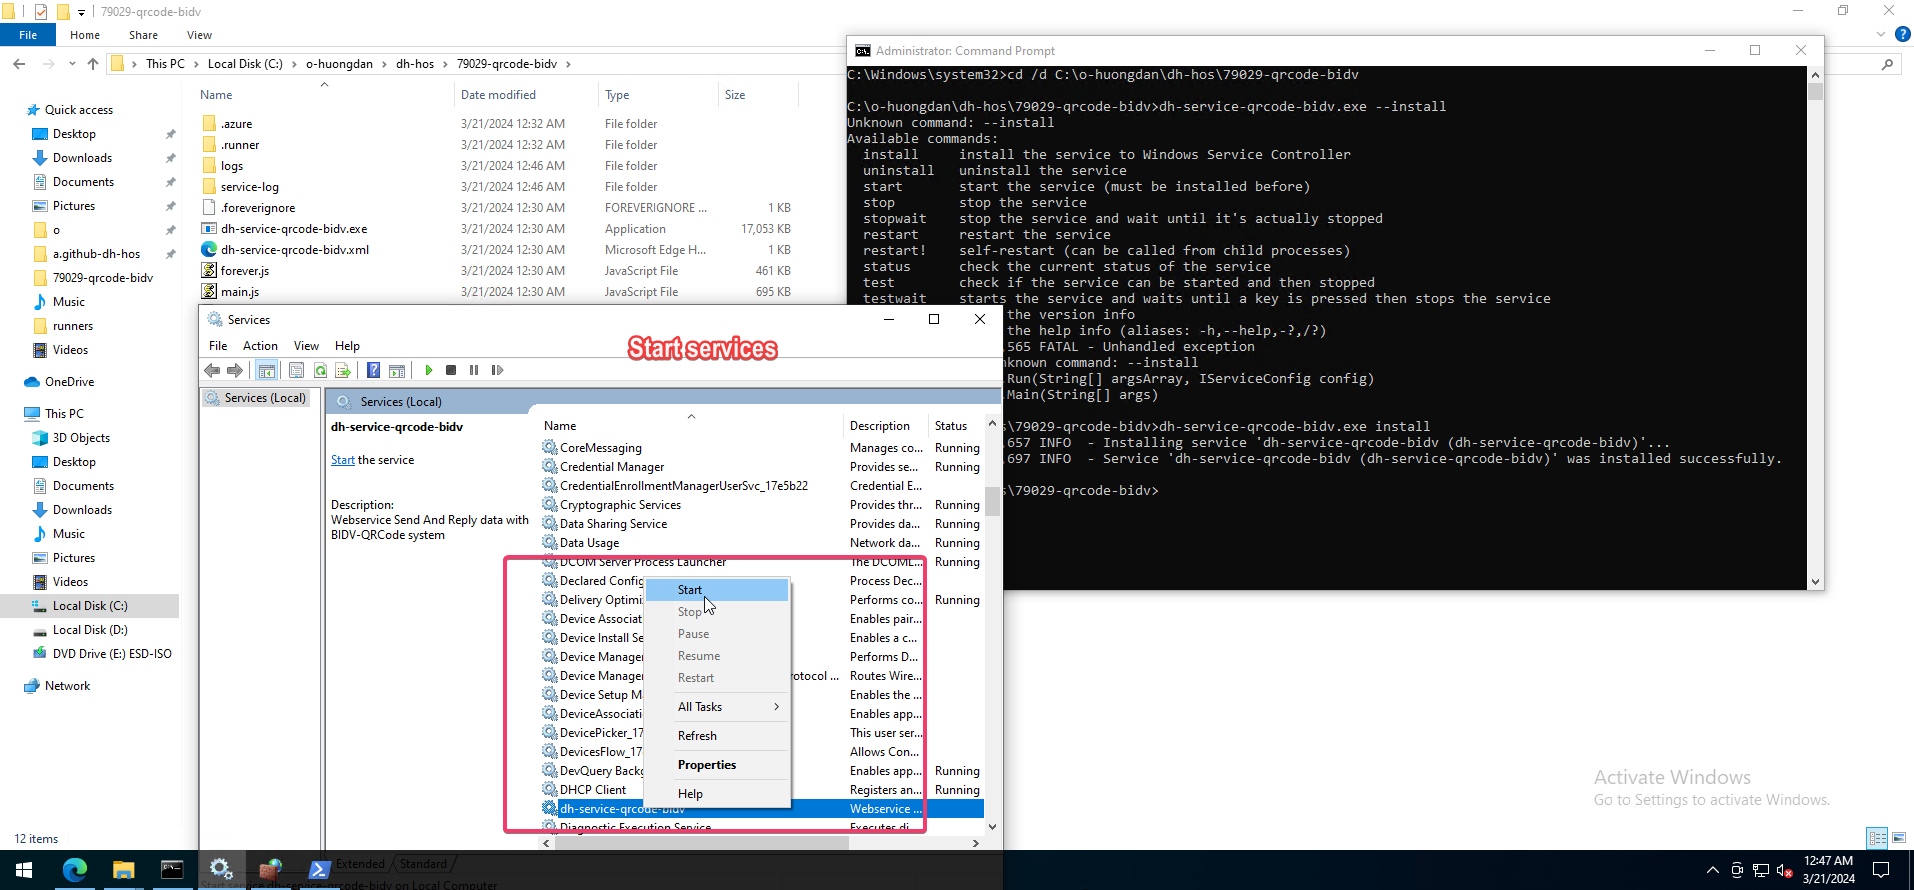 79029-qrcode-bidv
File
Home
Share
View
This PC
Local Disk (C:)
o-huongdan
dh-hos
79029-qrcode-bidv
Quick access
Desktop
Downloads
Documents
Pictures
o
a.github-dh-hos
79029-qrcode-bidv
Music
runners
Videos
OneDrive
This PC
3D Objects
Desktop
Documents
Downloads
Music
Pictures
Videos
Local Disk (C:)
Local Disk (D:)
DVD Drive (E:) ESD-ISO
Network
12 items
Name Date modified Type Size
.azure 3/21/2024 12:32 AM File folder
.runner 3/21/2024 12:32 AM File folder
logs 3/21/2024 12:46 AM File folder
service-log 3/21/2024 12:46 AM File folder
.foreverignore 3/21/2024 12:30 AM FOREVERIGNORE ... 1 KB
dh-service-qrcode-bidv.exe 3/21/2024 12:30 AM Application 17,053 KB
dh-service-qrcode-bidv.xml 3/21/2024 12:30 AM Microsoft Edge H... 1 KB
forever.js 3/21/2024 12:30 AM JavaScript File 461 KB
main.js 3/21/2024 12:30 AM JavaScript File 695 KB
Administrator: Command Prompt
C:\Windows\system32>cd /d C:\o-huongdan\dh-hos\79029-qrcode-bidv
C:\o-huongdan\dh-hos\79029-qrcode-bidv>dh-service-qrcode-bidv.exe --install
Unknown command: --install
Available commands:
install install the service to Windows Service Controller
uninstall uninstall the service
start start the service (must be installed before)
stop stop the service
stopwait stop the service and wait until it's actually stopped
restart restart the service
restart! self-restart (can be called from child processes)
status check the current status of the service
test check if the service can be started and then stopped
testwait starts the service and waits until a key is pressed then stops the service
the version info
the help info (aliases: -h,--help,-?,/?)
.565 FATAL - Unhandled exception
nknown command: --install
.Run(String[] argsArray, IServiceConfig config)
.Main(String[] args)
s\79029-qrcode-bidv>dh-service-qrcode-bidv.exe install
.657 INFO - Installing service 'dh-service-qrcode-bidv (dh-service-qrcode-bidv)'...
.697 INFO - Service 'dh-service-qrcode-bidv (dh-service-qrcode-bidv)' was installed successfully.
s\79029-qrcode-bidv>
Services
File Action View Help
Start services
Services (Local)
Services (Local)
dh-service-qrcode-bidv
Start the service
Description:
Webservice Send And Reply data with
BIDV-QRCode system
Name Description Status
CoreMessaging Manages co... Running
Credential Manager Provides se... Running
CredentialEnrollmentManagerUserSvc_17e5b22 Credential E...
Cryptographic Services Provides thr... Running
Data Sharing Service Provides da... Running
Data Usage Network da... Running
DCOM Server Process Launcher The DCOML... Running
Declared Config Process Dec...
Delivery Optimi Performs co... Running
Device Associat Enables pair...
Device Install Se Enables a c...
Device Manager Performs D...
Device Manager otocol ... Routes Wire...
Device Setup M Enables the ...
DeviceAssociati Enables app...
DevicePicker_17 This user ser...
DevicesFlow_17 Allows Con...
DevQuery Backg Enables app... Running
DHCP Client Registers an... Running
dh-service-qrcode-bidv Webservice ...
Diagnostic Execution Service Executes di...
Start
Stop
Pause
Resume
Restart
All Tasks
Refresh
Properties
Help
Extended Standard
Start service dh-service-qrcode-bidv on Local Computer
Activate Windows
Go to Settings to activate Windows.
12:47 AM
3/21/2024